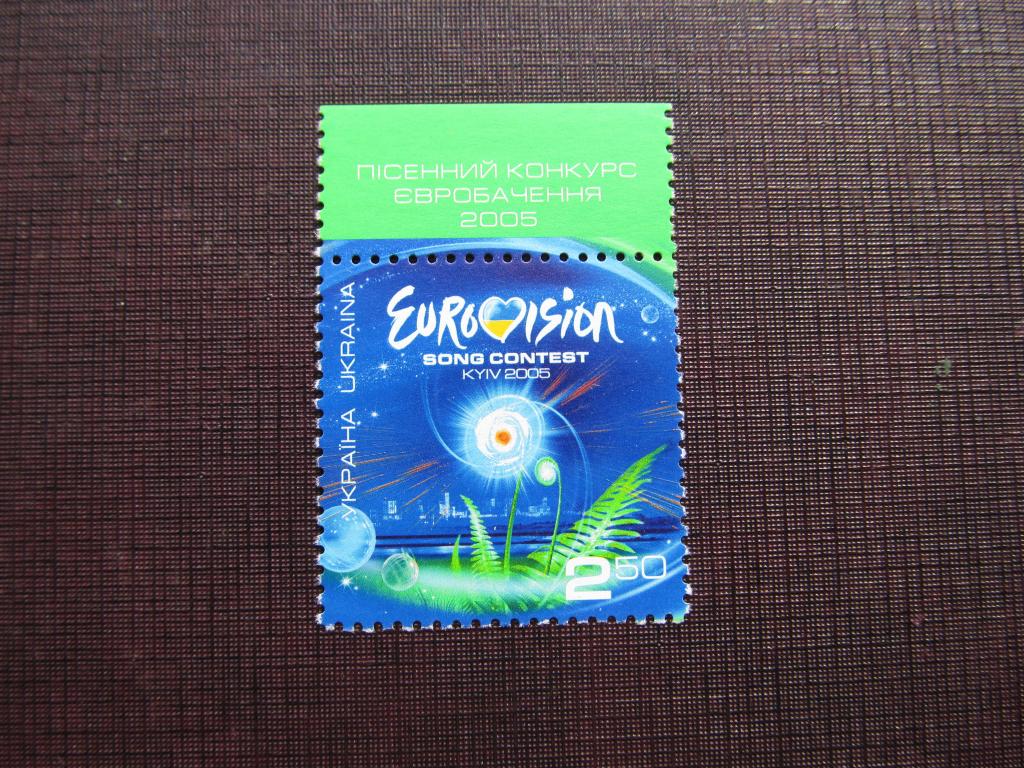 ПІСЕННИЙ КОНКУРС
ЄВРОБАЧЕННЯ
2005
УКРАЇНА UKRAINA
EUROVISION
SONG CONTEST
KYIV 2005
2 50